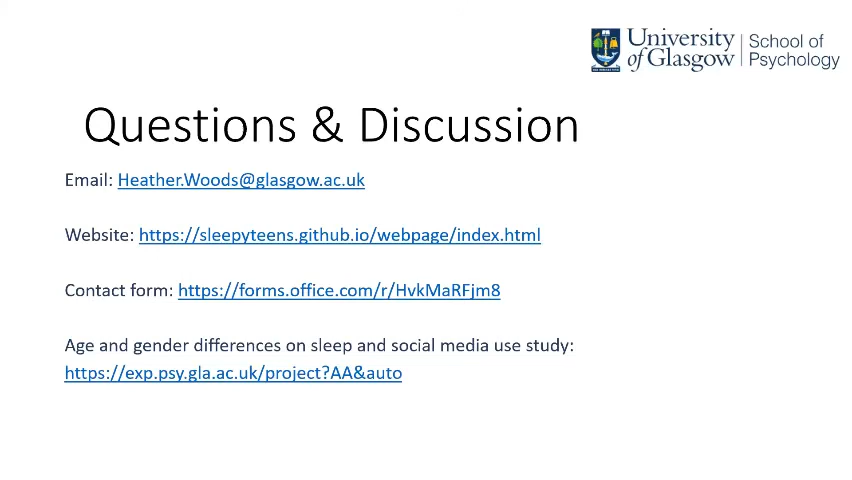 University of Glasgow
School of Psychology
Questions & Discussion
Email: Heather.Woods@glasgow.ac.uk
Website: https://sleepyteens.github.io/webpage/index.html
Contact form: https://forms.office.com/r/HvkMaRFjm8
Age and gender differences on sleep and social media use study:
https://exp.psy.gla.ac.uk/project?AA&auto